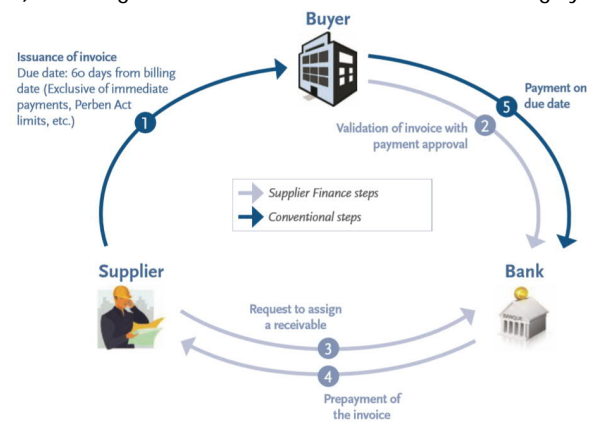 Buyer
Issuance of invoice
Due date: 60 days from billing
date (Exclusive of immediate
payments, Perben Act
limits, etc.)
1
Payment on
due date
5
Validation of invoice with
payment approval
2
Supplier Finance steps
Conventional steps
Supplier
Bank
BANQUE
Request to assign
a receivable
3
4
Prepayment of
the invoice